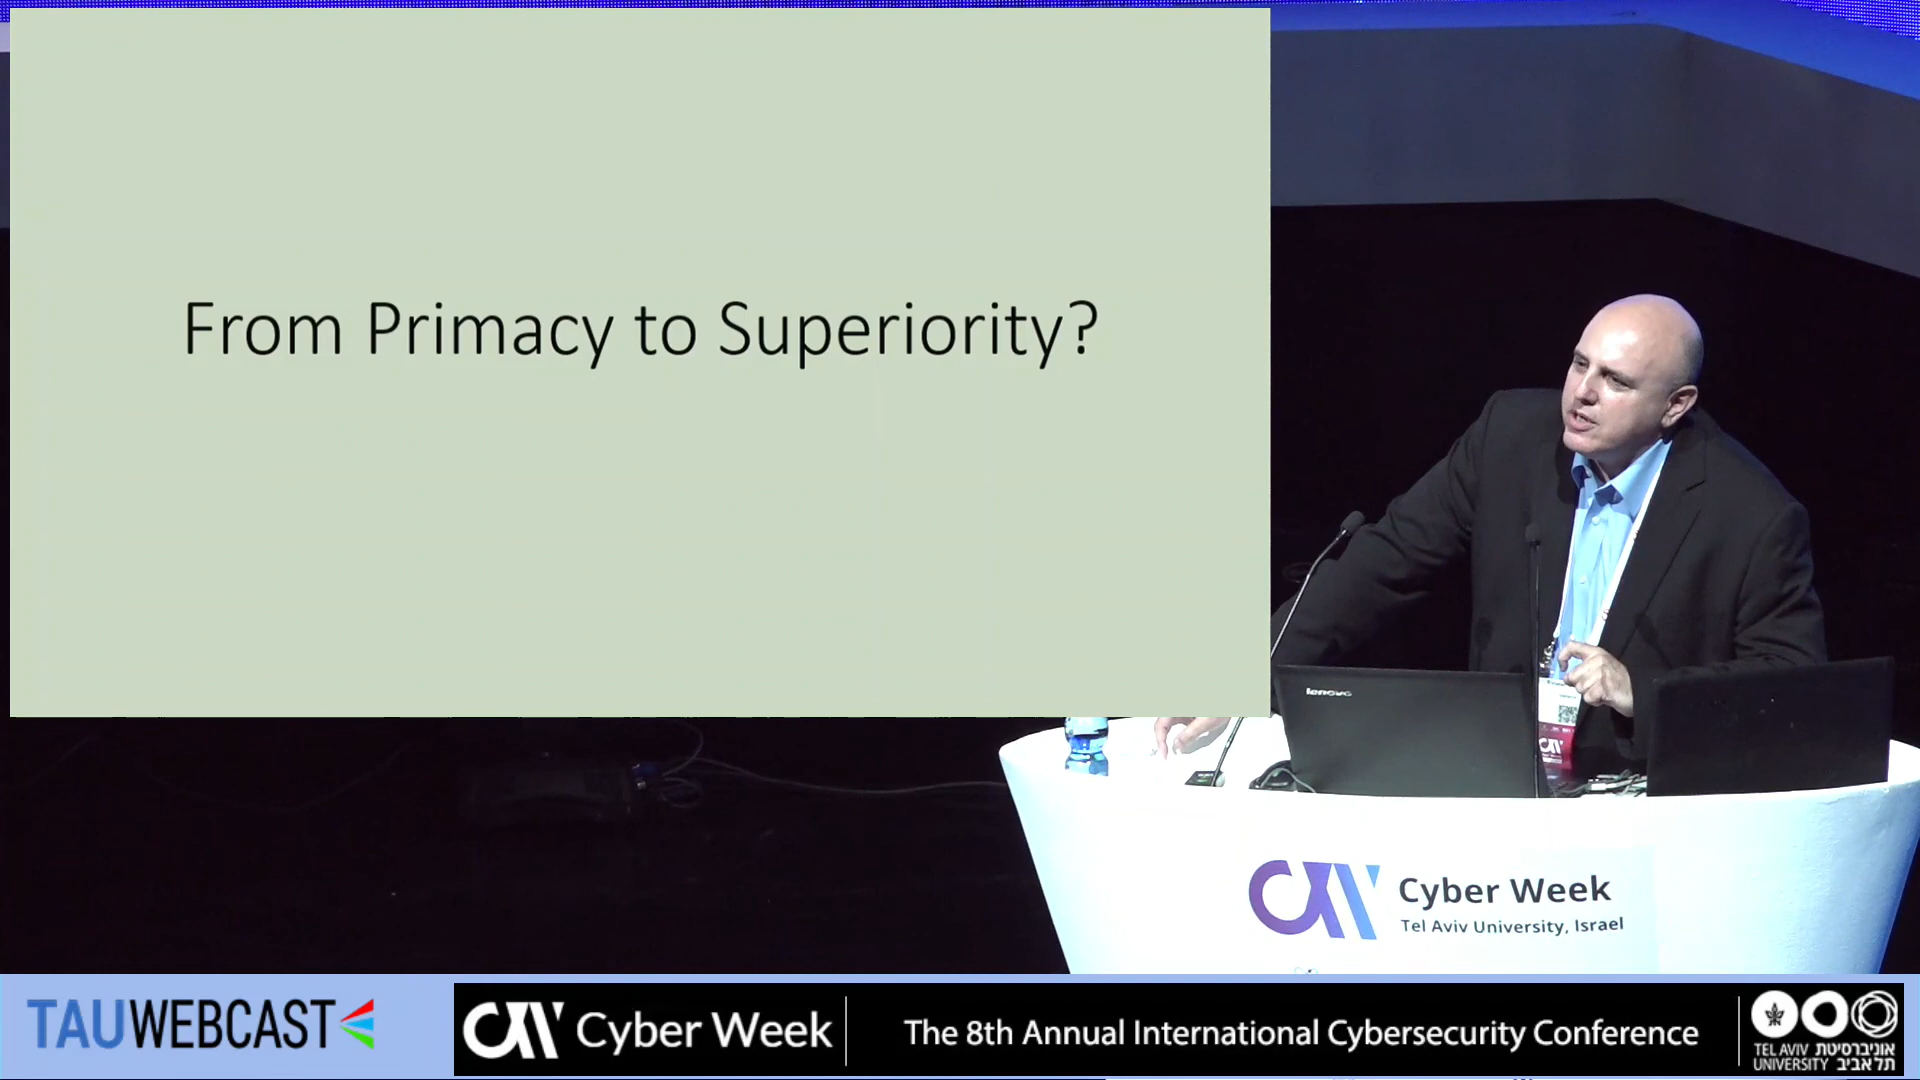 From Primacy to Superiority?
lenovo
Cyber Week
Tel Aviv University, Israel
TAUWEBCAST
Cyber Week
The 8th Annual International Cybersecurity Conference
TEL AVIV אוניברסיטת
UNIVERSITY תל אביב